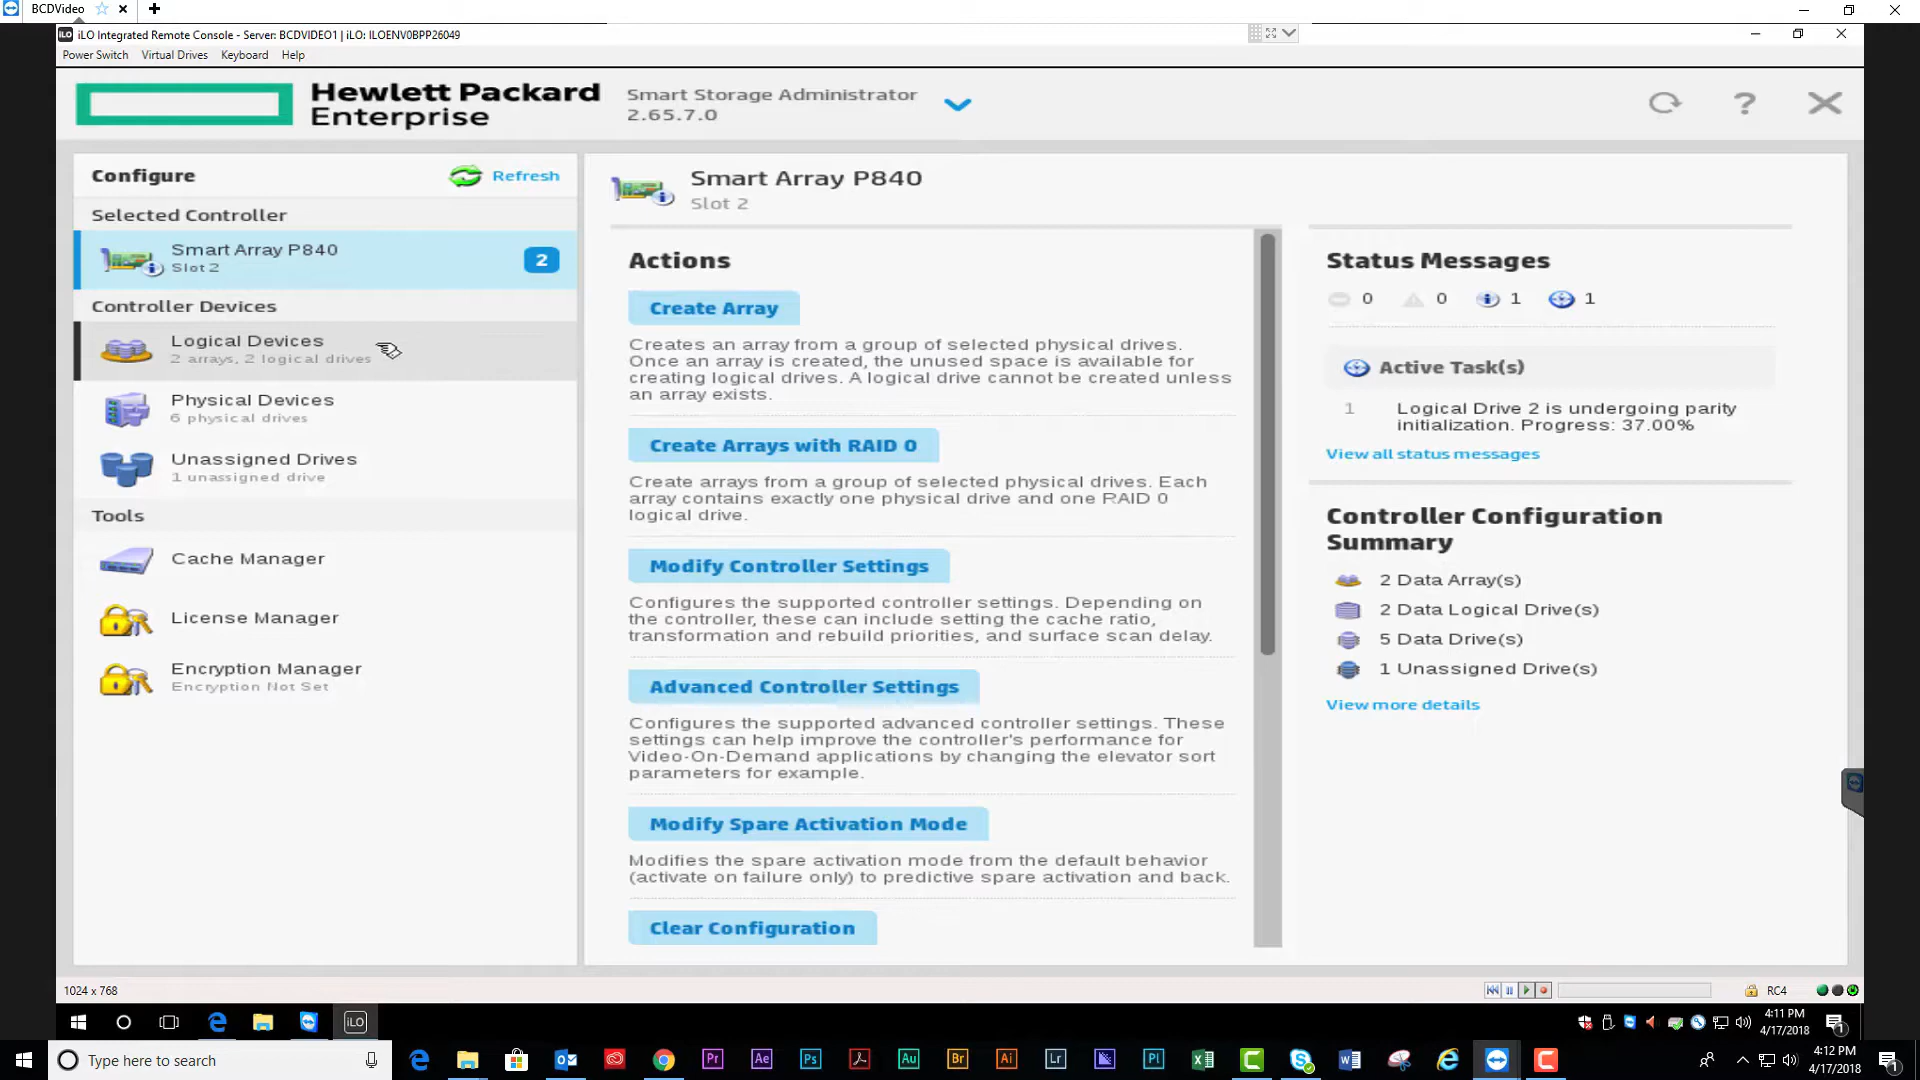 BCDVideo
iLO Integrated Remote Console - Server: BCDVIDEO1 | iLO: ILOENV0BPP26049
Power Switch Virtual Drives Keyboard Help
Hewlett Packard
Enterprise
Smart Storage Administrator
2.65.7.0
Configure
Refresh
Selected Controller
Smart Array P840
Slot 2
2
Controller Devices
Logical Devices
2 arrays, 2 logical drives
Physical Devices
6 physical drives
Unassigned Drives
1 unassigned drive
Tools
Cache Manager
License Manager
Encryption Manager
Encryption Not Set
Smart Array P840
Slot 2
Actions
Create Array
Creates an array from a group of selected physical drives.
Once an array is created, the unused space is available for
creating logical drives. A logical drive cannot be created unless
an array exists.
Create Arrays with RAID 0
Create arrays from a group of selected physical drives. Each
array contains exactly one physical drive and one RAID 0
logical drive.
Modify Controller Settings
Configures the supported controller settings. Depending on
the controller, these can include setting the cache ratio,
transformation and rebuild priorities, and surface scan delay.
Advanced Controller Settings
Configures the supported advanced controller settings. These
settings can help improve the controller's performance for
Video-On-Demand applications by changing the elevator sort
parameters for example.
Modify Spare Activation Mode
Modifies the spare activation mode from the default behavior
(activate on failure only) to predictive spare activation and back.
Clear Configuration
Status Messages
0 0 1 1
Active Task(s)
1 Logical Drive 2 is undergoing parity
initialization. Progress: 37.00%
View all status messages
Controller Configuration
Summary
2 Data Array(s)
2 Data Logical Drive(s)
5 Data Drive(s)
1 Unassigned Drive(s)
View more details
1024 x 768
RC4
iLO
4:11 PM
4/17/2018
1
Type here to search
Pr Ae Ps Au Br Ai Lr Pl
4:12 PM
4/17/2018
1